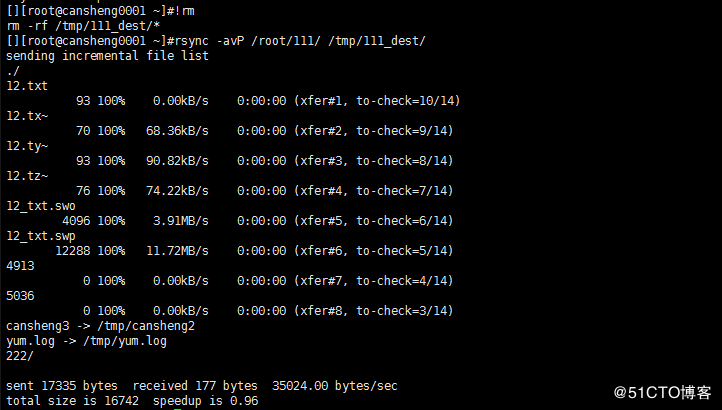 [][root@cansheng0001 ~]#!rm
rm -rf /tmp/111_dest/*
[][root@cansheng0001 ~]#rsync -avP /root/111/ /tmp/111_dest/
sending incremental file list
./
12.txt
          93 100%    0.00kB/s    0:00:00 (xfer#1, to-check=10/14)
12.tx~
          70 100%   68.36kB/s    0:00:00 (xfer#2, to-check=9/14)
12.ty~
          93 100%   90.82kB/s    0:00:00 (xfer#3, to-check=8/14)
12.tz~
          76 100%   74.22kB/s    0:00:00 (xfer#4, to-check=7/14)
12_txt.swo
        4096 100%    3.91MB/s    0:00:00 (xfer#5, to-check=6/14)
12_txt.swp
       12288 100%   11.72MB/s    0:00:00 (xfer#6, to-check=5/14)
4913
           0 100%    0.00kB/s    0:00:00 (xfer#7, to-check=4/14)
5036
           0 100%    0.00kB/s    0:00:00 (xfer#8, to-check=3/14)
cansheng3 -> /tmp/cansheng2
yum.log -> /tmp/yum.log
222/
sent 17335 bytes  received 177 bytes  35024.00 bytes/sec
total size is 16742  speedup is 0.96
@51CTO博客